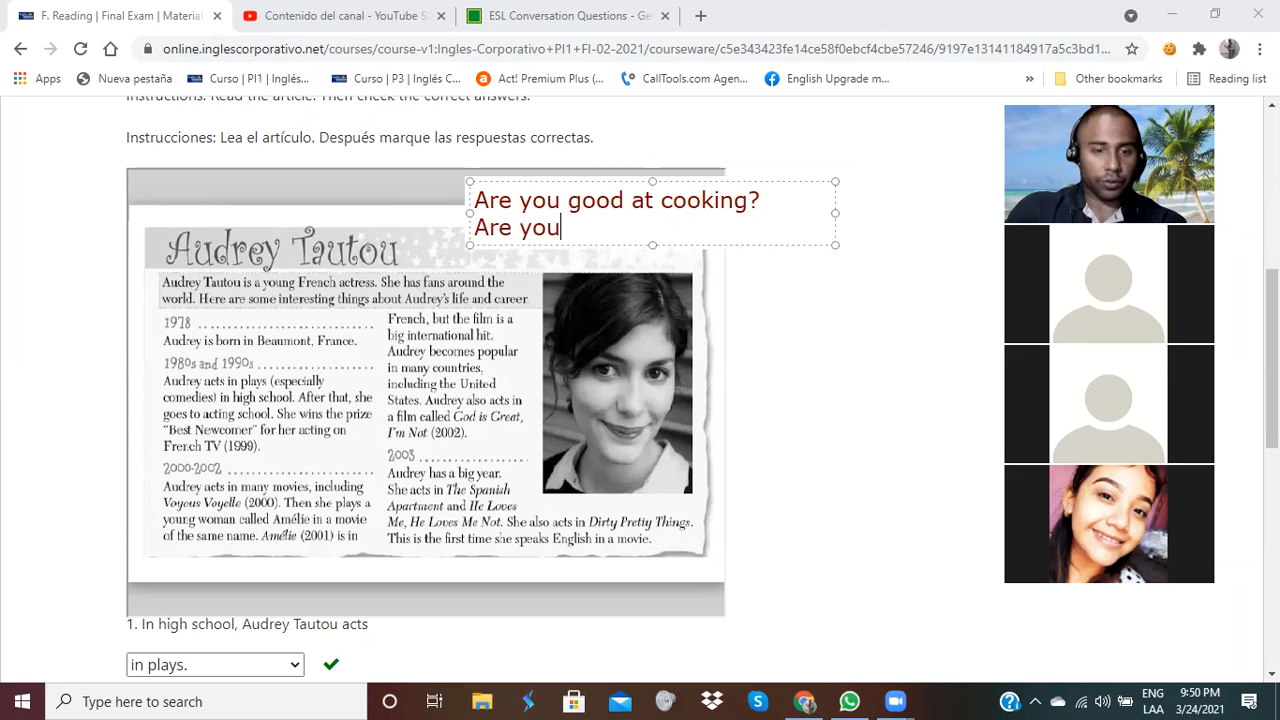 F. Reading | Final Exam | Material
Contenido del canal - YouTube S
ESL Conversation Questions - Ge
online.inglescorporativo.net/courses/course-v1:Ingles-Corporativo+PI1+FI-02-2021/courseware/c5e343423fe14ce58f0ebcf4cbe57246/9197e13141184917a5c3bd1...
Apps
Nueva pestaña
Curso | PI1 | Inglés...
Curso | P3 | Inglés C...
Act! Premium Plus (...
CallTools.com Agen...
English Upgrade m...
»
Other bookmarks
Reading list
Instructions: Read the article. Then check the correct answers.
Instrucciones: Lea el artículo. Después marque las respuestas correctas.
Are you good at cooking?
Are you
Audrey Tautou
Audrey Tautou is a young French actress. She has fans around the
world. Here are some interesting things about Audrey's life and career.
1978
Audrey is born in Beaumont, France.
1980s and 1990s
Audrey acts in plays (especially
comedies) in high school. After that, she
goes to acting school. She wins the prize
"Best Newcomer" for her acting on
French TV (1999).
2000-2002
Audrey acts in many movies, including
Voyous Voyelle (2000). Then she plays a
young woman called Amélie in a movie
of the same name. Amélie (2001) is in
French, but the film is a
big international hit.
Audrey becomes popular
in many countries,
including the United
States. Audrey also acts in
a film called God is Great,
I'm Not (2002).
2003
Audrey has a big year.
She acts in The Spanish
Apartment and He Loves
Me, He Loves Me Not. She also acts in Dirty Pretty Things.
This is the first time she speaks English in a movie.
1. In high school, Audrey Tautou acts
in plays.
Type here to search
ENG
LAA
9:50 PM
3/24/2021